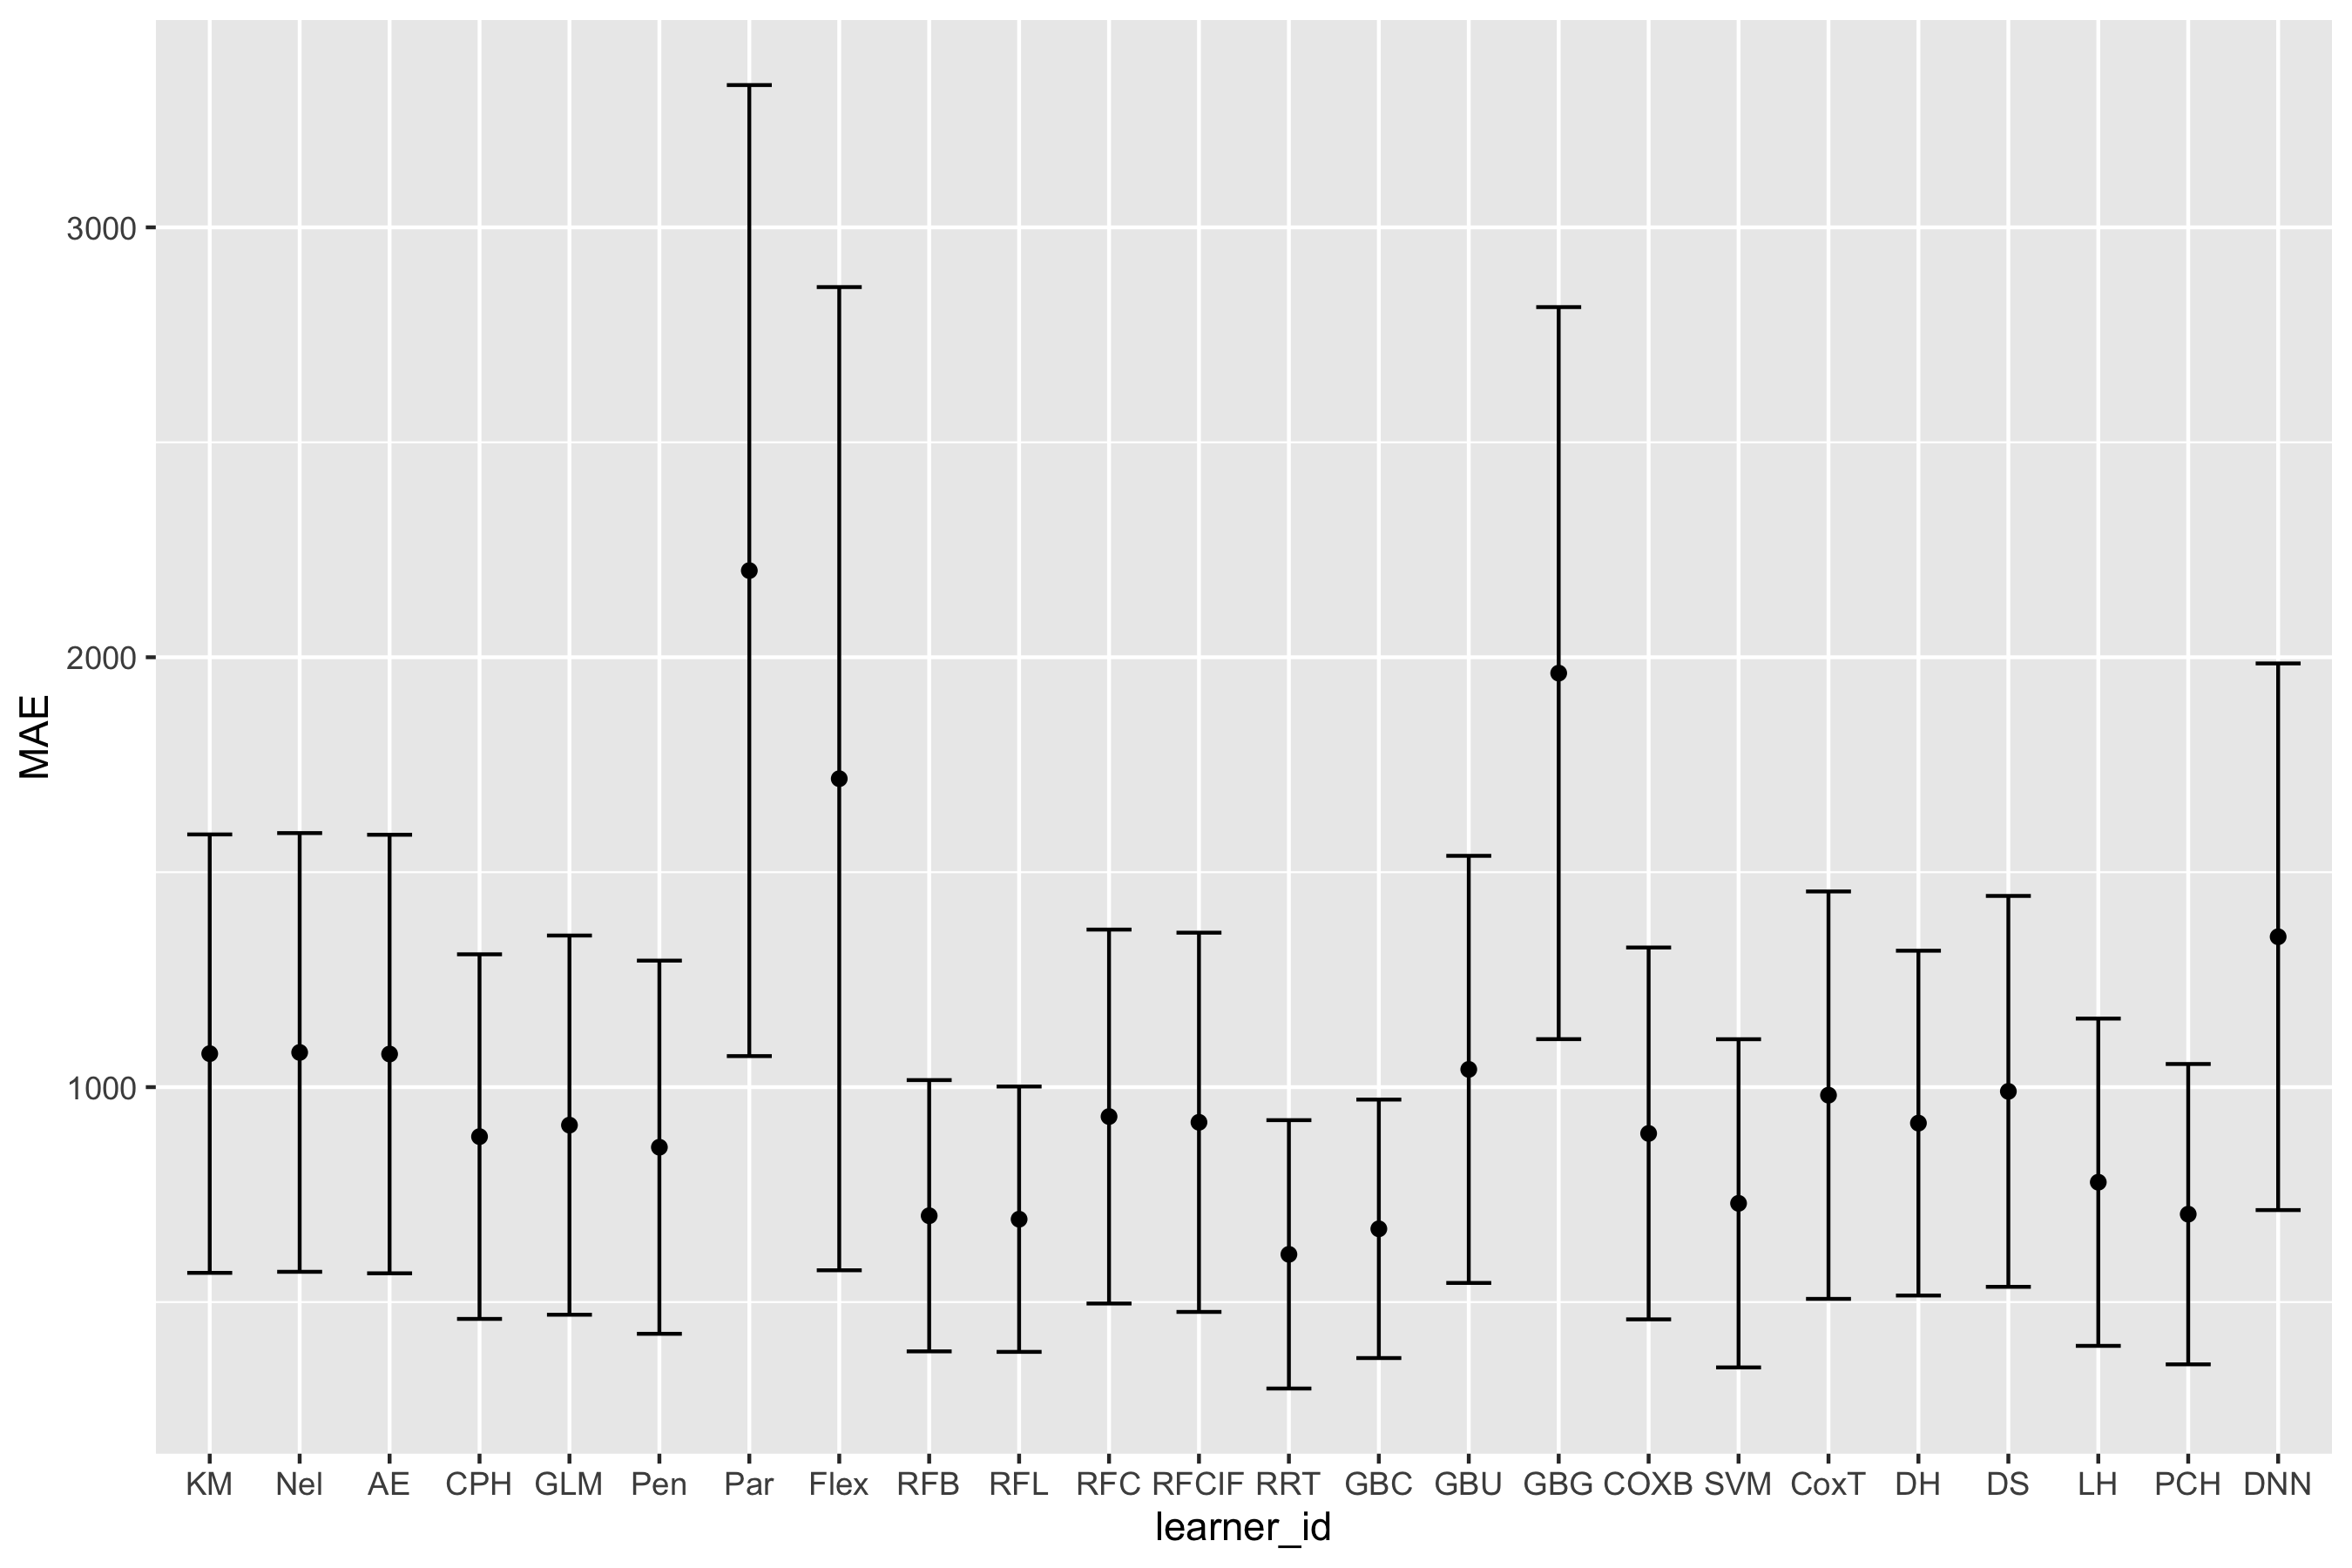 MAE
3000
2000
1000
KM Nel AE CPH GLM Pen Par Flex RFB RFL RFC RFCIF RRT GBC GBU GBG COXB SVM CoxT DH DS LH PCH DNN
learner_id